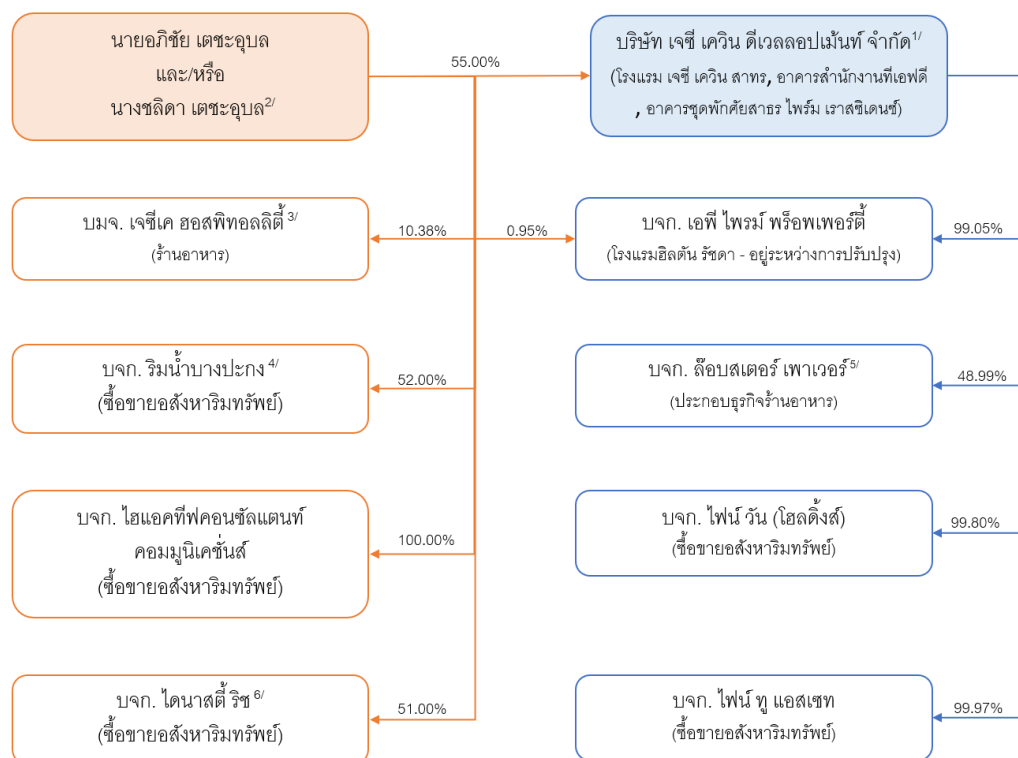 นายอภิชัย เตชะอุบล
และ/หรือ
นางชลิดา เตชะอุบล2/
55.00%
บริษัท เจซี เควิน ดีเวลลอปเม้นท์ จำกัด1/
(โรงแรม เจซี เควิน สาทร, อาคารสำนักงานทีเอฟดี
, อาคารชุดพักศัยสาธร ไพร์ม เราสซิเดนซ์)
บมจ. เจซีเค ฮอสพิทอลลิตี้ 3/
(ร้านอาหาร)
10.38%
0.95%
บจก. เอพี ไพรม์ พร็อพเพอร์ตี้
(โรงแรมฮิลตัน รัชดา - อยู่ระหว่างการปรับปรุง)
99.05%
บจก. ริมน้ำบางปะกง 4/
(ซื้อขายอสังหาริมทรัพย์)
52.00%
บจก. ล๊อบสเตอร์ เพาเวอร์ 5/
(ประกอบธุรกิจร้านอาหาร)
48.99%
บจก. ไฮแอคทีฟคอนซัลแตนท์
คอมมูนิเคชั่นส์
(ซื้อขายอสังหาริมทรัพย์)
100.00%
บจก. ไฟน์ วัน (โฮลดิ้งส์)
(ซื้อขายอสังหาริมทรัพย์)
99.80%
บจก. ไดนาสตี้ ริช 6/
(ซื้อขายอสังหาริมทรัพย์)
51.00%
บจก. ไฟน์ ทู แอสเซท
(ซื้อขายอสังหาริมทรัพย์)
99.97%